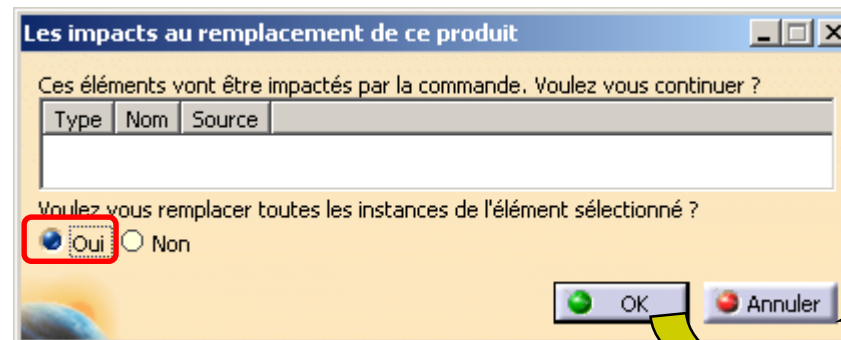 Les impacts au remplacement de ce produit
Ces éléments vont être impactés par la commande. Voulez vous continuer ?
Type Nom Source
Voulez vous remplacer toutes les instances de l'élément sélectionné ?
Oui Non
OK Annuler